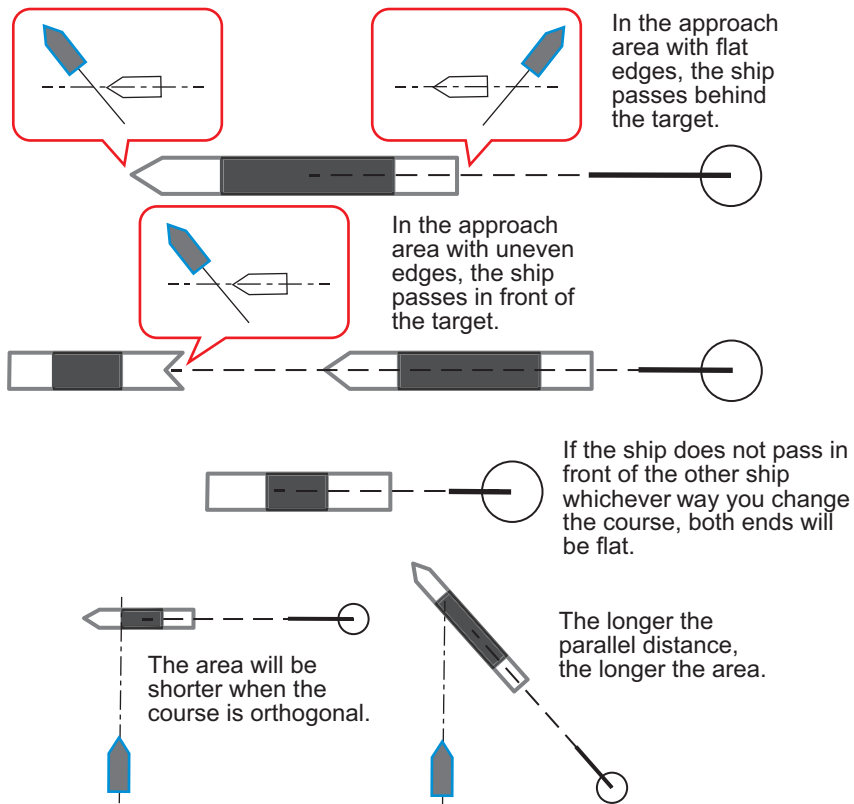 In the approach
area with flat
edges, the ship
passes behind
the target.
In the approach
area with uneven
edges, the ship
passes in front of
the target.
If the ship does not pass in
front of the other ship
whichever way you change
the course, both ends will
be flat.
The area will be
shorter when the
course is orthogonal.
The longer the
parallel distance,
the longer the area.